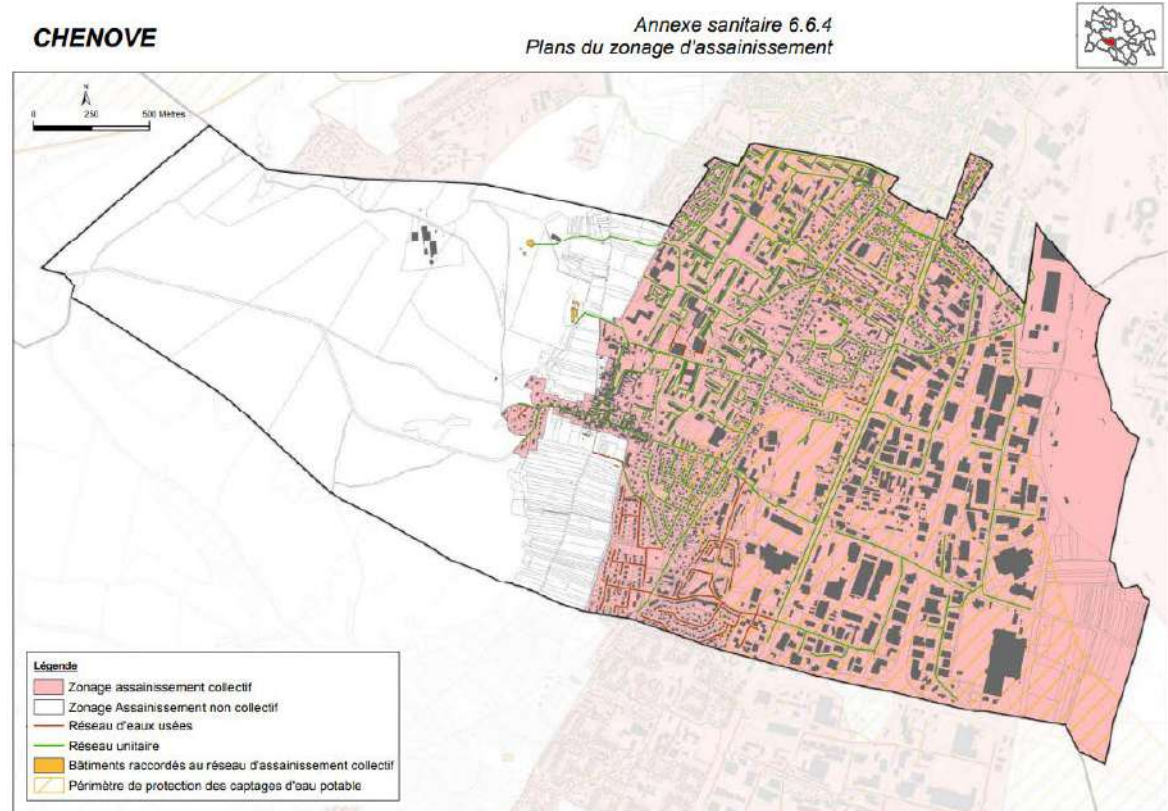 CHENOVE
Annexe sanitaire 6.6.4
Plans du zonage d'assainissement
N
0 250 500 Mètres
Légende
Zonage assainissement collectif
Zonage Assainissement non collectif
Réseau d'eaux usées
Réseau unitaire
Bâtiments raccordés au réseau d'assainissement collectif
Périmètre de protection des captages d'eau potable